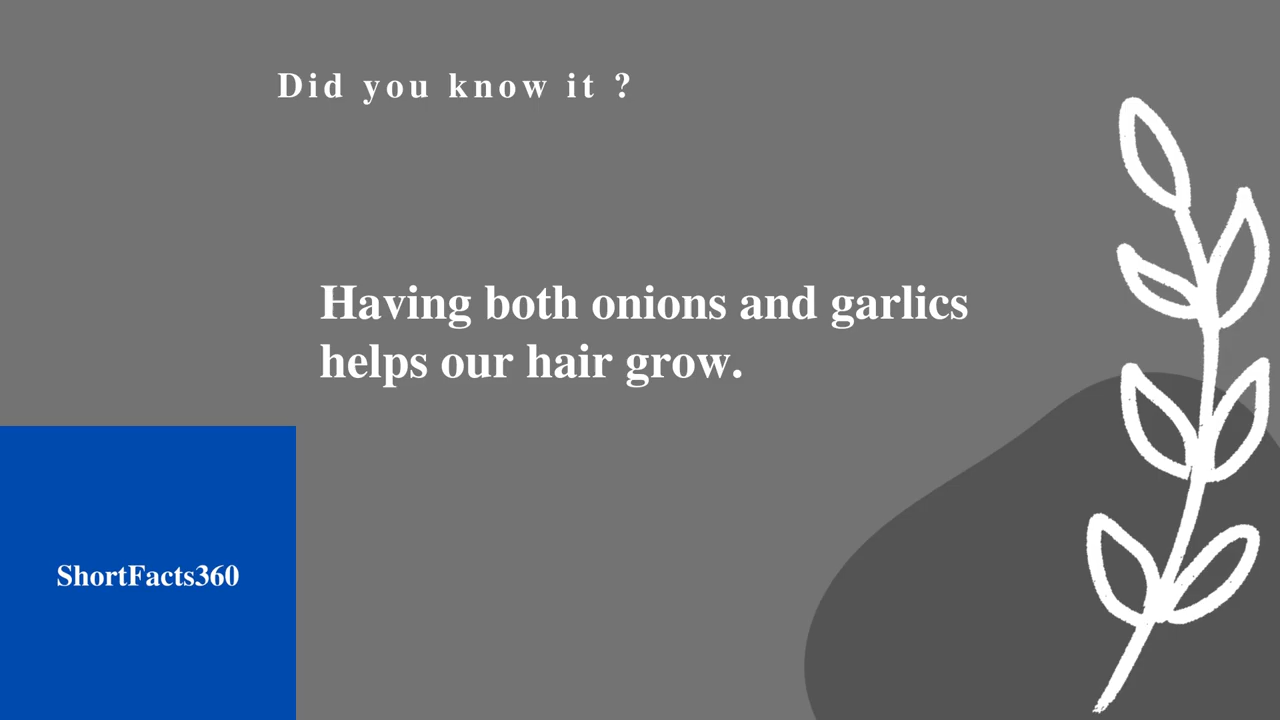 Did you know it ?
Having both onions and garlics
helps our hair grow.
ShortFacts360